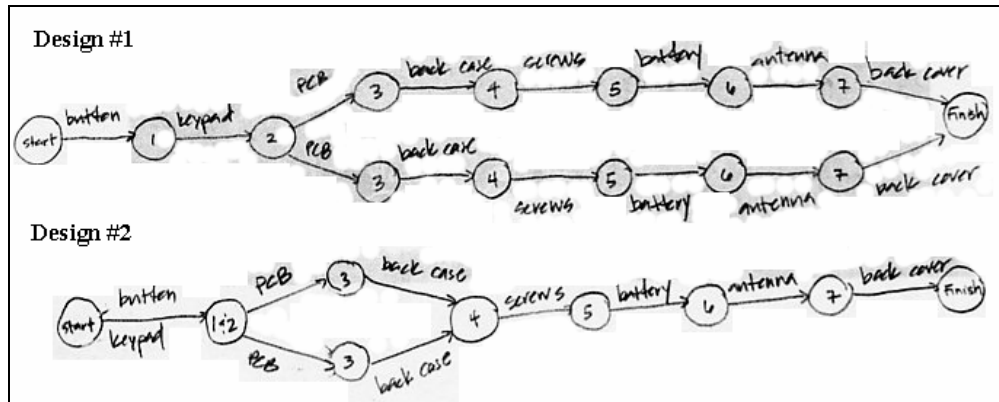 Design #1
PCB back case screws battery antenna back cover
3 4 5 6 7
start button 1 keypad 2 Finish
PCB back case
3 4 5 6 7
screws battery antenna back cover
Design #2
PCB 3 back case
start button keypad 1&2 4 screws 5 battery 6 antenna 7 back cover Finish
PCB 3 back case